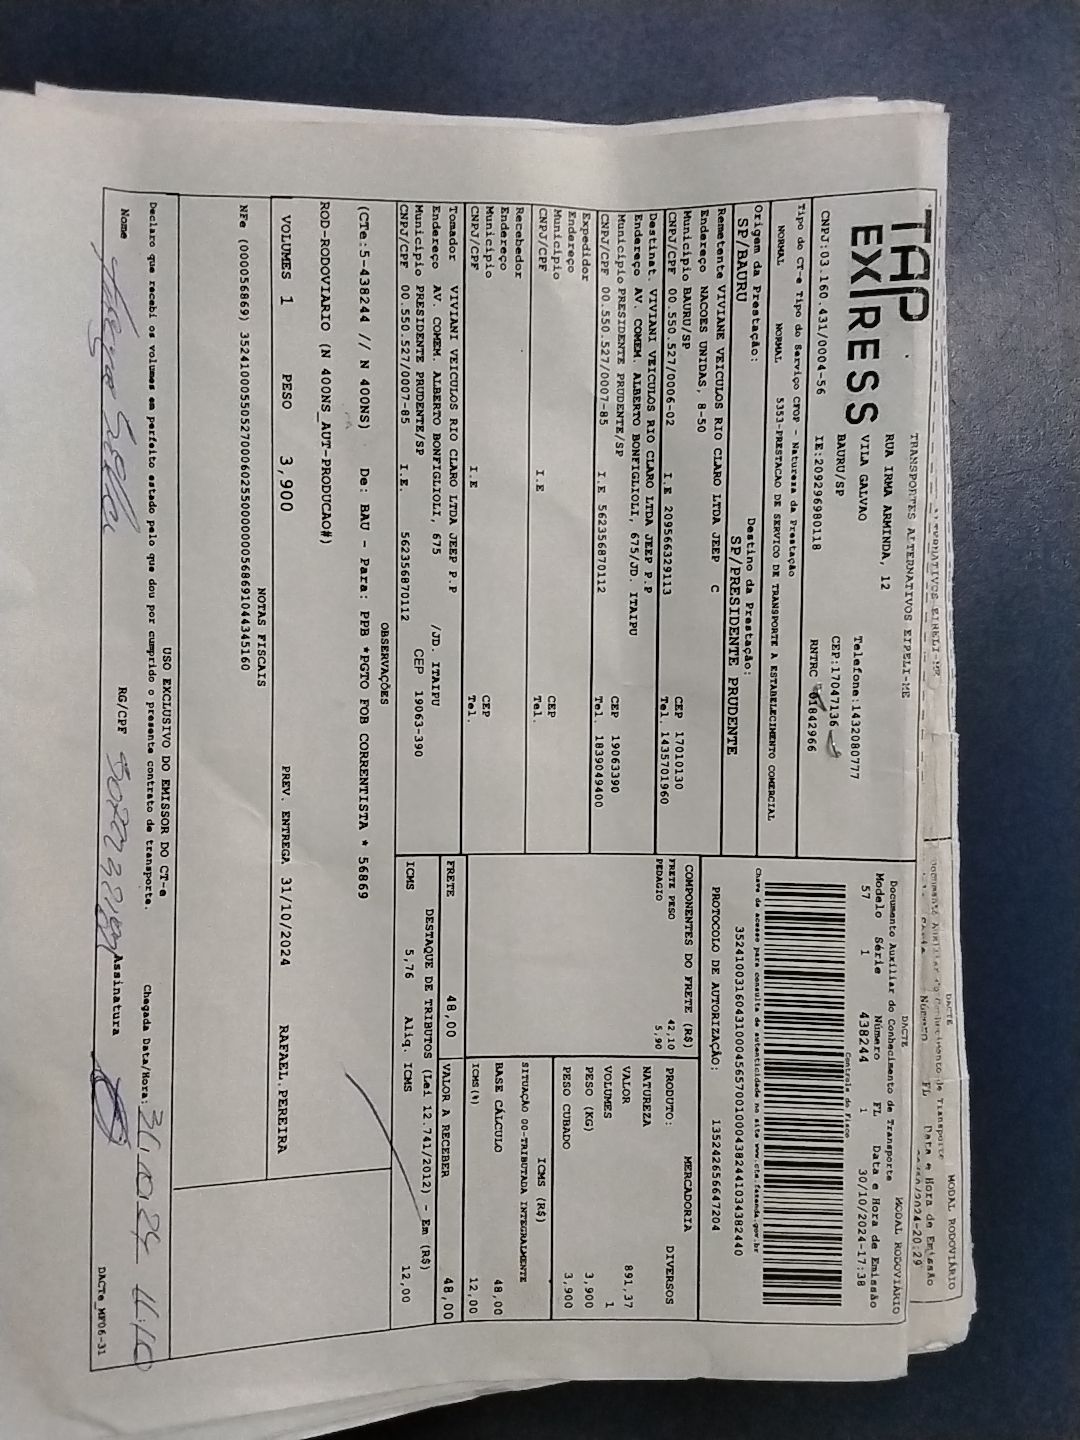 TAP
EXPRESS
TRANSPORTES ALTERNATIVOS EIRELI-ME
RUA IRMA ARMINDA, 12
VILA GALVAO
BAURU/SP
Telefone:1432080777
CEP:17047136
CNPJ:03.160.431/0004-56
IE:209296980118
RNTRC 01842966
MODAL RODOVIÁRIO
DACTE
Documento Auxiliar do Conhecimento de Transporte
Modelo Série Número FL Data e Hora de Emissão
57 1 438244 1 30/10/2024-17:38
Controle do Fisco
Chave de acesso para consulta de autenticidade no site www.cte.fazenda.gov.br
35241003160431000456570010004382441034382440
PROTOCOLO DE AUTORIZAÇÃO: 135242656647204
Tipo do CT-e Tipo do Serviço CFOP - Natureza da Prestação
NORMAL NORMAL 5353-PRESTACAO DE SERVICO DE TRANSPORTE A ESTABELECIMENTO COMERCIAL
Origem da Prestação: Destino da Prestação:
SP/BAURU SP/PRESIDENTE PRUDENTE
Remetente VIVIANE VEICULOS RIO CLARO LTDA JEEP C
Endereço NACOES UNIDAS, 8-50
Município BAURU/SP CEP 17010130
CNPJ/CPF 00.550.527/0006-02 I.E 209566329113 Tel. 1435701960
Destinat VIVIANI VEICULOS RIO CLARO LTDA JEEP P.P
Endereço AV. COMEM. ALBERTO BONFIGLIOLI, 675/JD. ITAIPU
Município PRESIDENTE PRUDENTE/SP CEP 19063390
CNPJ/CPF 00.550.527/0007-85 I.E 562356870112 Tel. 1839049400
Expedidor
Endereço
Município CEP
CNPJ/CPF I.E Tel.
Recebedor
Endereço
Município CEP
CNPJ/CPF I.E Tel.
Tomador VIVIANI VEICULOS RIO CLARO LTDA JEEP P.P
Endereço AV. COMEM. ALBERTO BONFIGLIOLI, 675 /JD. ITAIPU
Município PRESIDENTE PRUDENTE/SP CEP 19063-390
CNPJ/CPF 00.550.527/0007-85 I.E. 562356870112
COMPONENTES DO FRETE (R$)
FRETE PESO 42,10
PEDAGIO 5,90
FRETE 48,00
MERCADORIA
PRODUTO: DIVERSOS
NATUREZA
VALOR 891,37
VOLUMES 1
PESO (KG) 3,900
PESO CUBADO 3,900
ICMS (R$)
SITUAÇÃO 00-TRIBUTADA INTEGRALMENTE
BASE CÁLCULO 48,00
ICMS(%) 12,00
VALOR A RECEBER 48,00
DESTAQUE DE TRIBUTOS (Lei 12.741/2012) - Em (R$)
ICMS 5,76 Aliq. ICMS 12,00
OBSERVAÇÕES
(CTe:5-438244 // N 400NS) De: BAU - Para: PPB *PGTO FOB CORRENTISTA * 56869
ROD-RODOVIARIO (N 400NS_AUT-PRODUCAO#)
VOLUMES 1 PESO 3,900 PREV. ENTREGA 31/10/2024 RAFAEL.PEREIRA
NOTAS FISCAIS
NFe (000056869) 35241000550527000602550000000568691044345160
USO EXCLUSIVO DO EMISSOR DO CT-e
Declaro que recebi os volumes em perfeito estado pelo que dou por cumprido o presente contrato de transporte. Chegada Data/Hora: 31.10.24 11:10
Nome RG/CPF Assinatura
DACTe_MF06-31